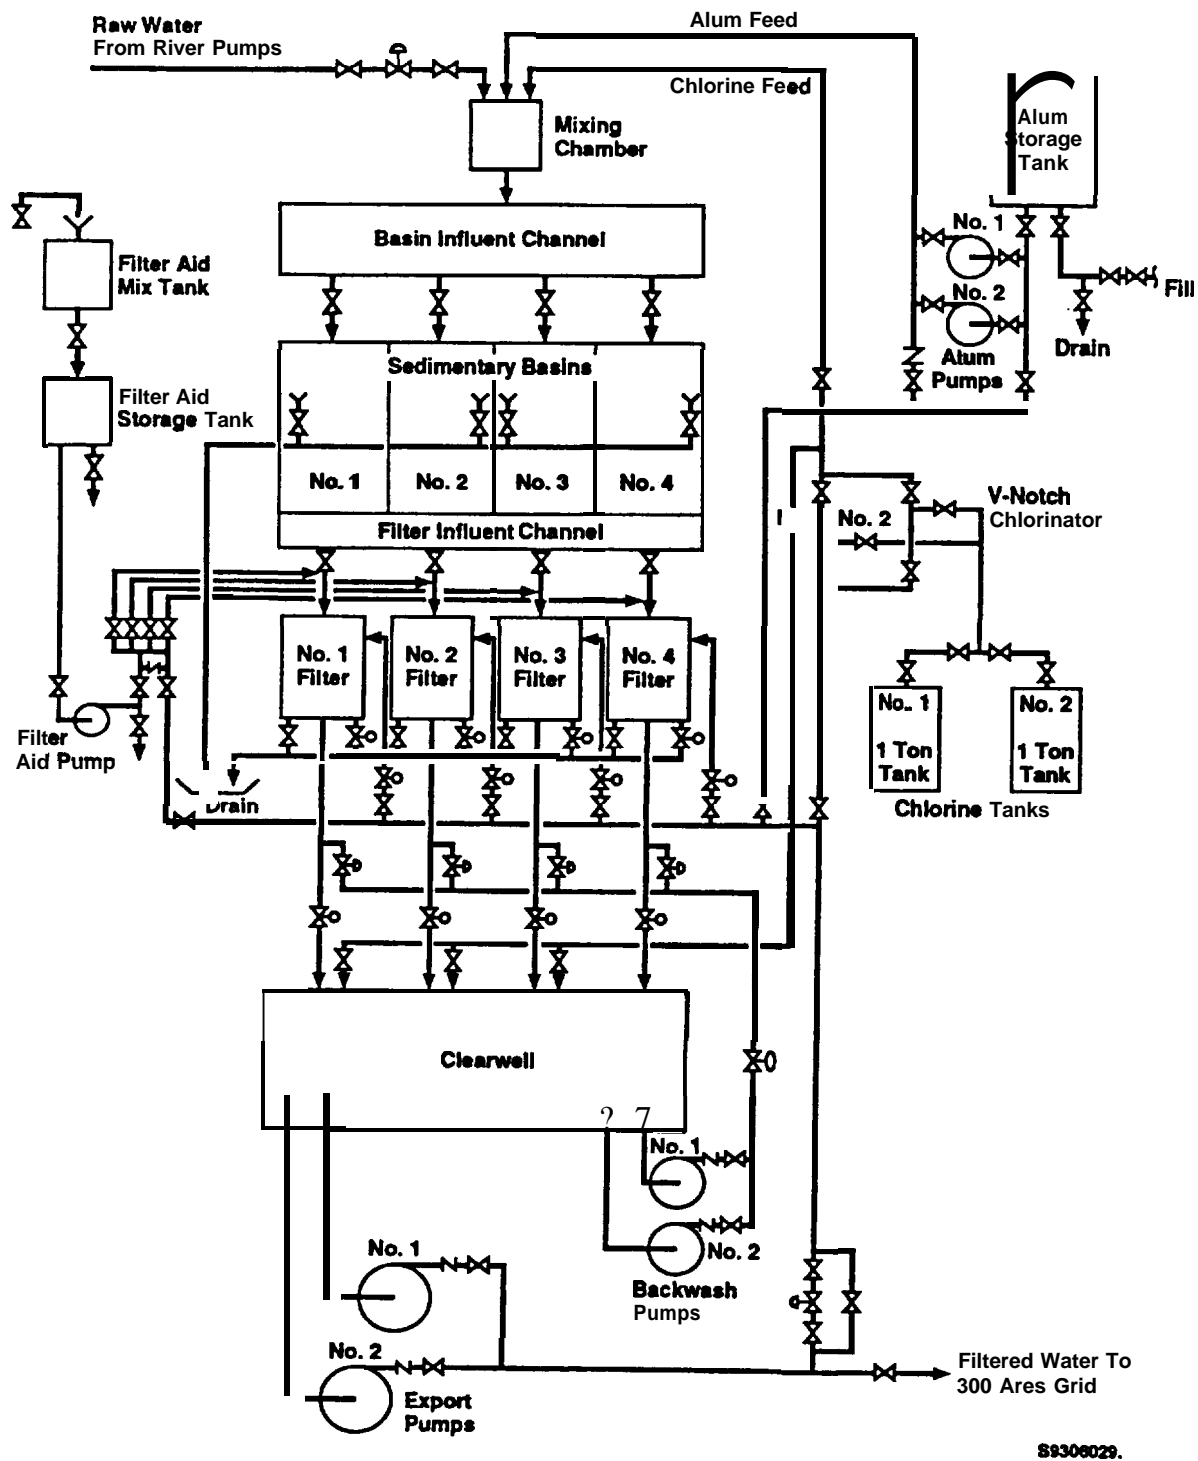 Raw Water
From River Pumps
Alum Feed
Chlorine Feed
Mixing
Chamber
Alum
Storage
Tank
Basin Influent Channel
Filter Aid
Mix Tank
No. 1
No. 2
Alum
Pumps
Fill
Drain
Sedimentary Basins
Filter Aid
Storage Tank
No. 1
No. 2
No. 3
No. 4
Filter Influent Channel
No. 2
V-Notch
Chlorinator
No. 1
Filter
No. 2
Filter
No. 3
Filter
No. 4
Filter
No.. 1
1 Ton
Tank
No. 2
1 Ton
Tank
Chlorine Tanks
Filter
Aid Pump
Drain
Clearwell
? 7
No. 1
No. 2
Backwash
Pumps
No. 1
No. 2
Export
Pumps
Filtered Water To
300 Ares Grid
S9306029.